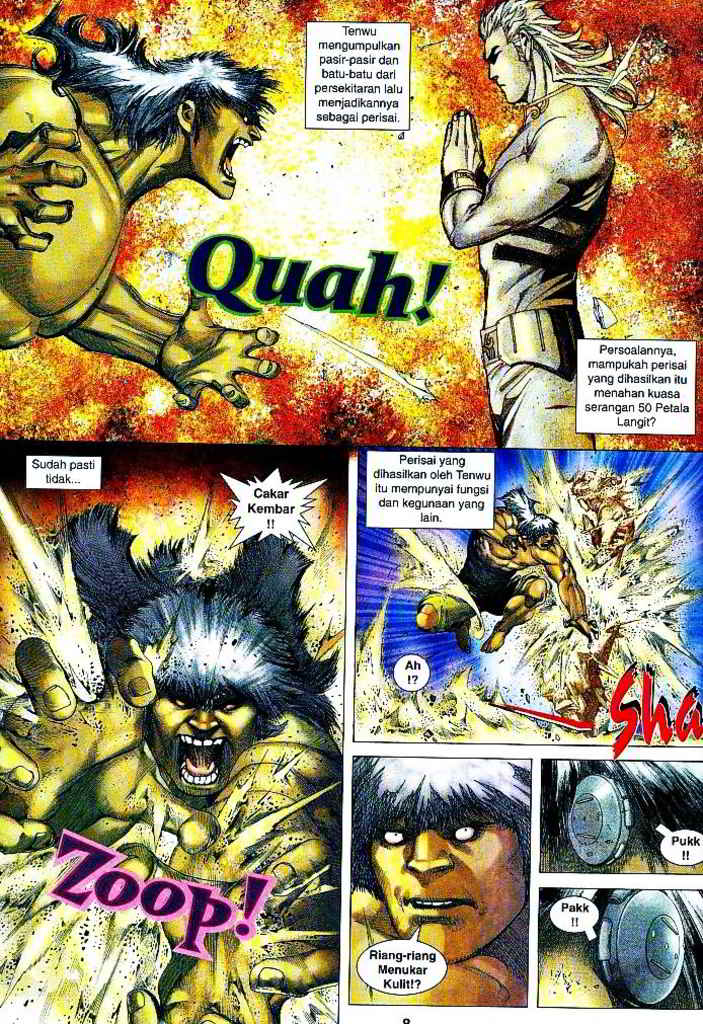 Tenwu
mengumpulkan
pasir-pasir dan
batu-batu dari
persekitaran lalu
menjadikannya
sebagai perisai.
Quah!
Persoalannya,
mampukah perisai
yang dihasilkan itu
menahan kuasa
serangan 50 Petala
Langit?
Sudah pasti
tidak...
Cakar
Kembar
!!
Zoop!
Perisai yang
dihasilkan oleh Tenwu
itu mempunyai fungsi
dan kegunaan yang
lain.
Ah
!?
Sha
Riang-riang
Menukar
Kulit!?
Pukk
!!
Pakk
!!
8